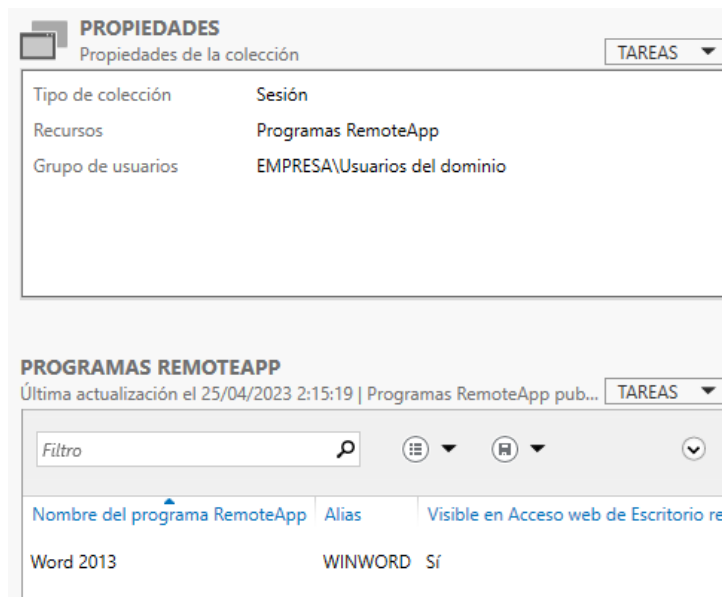 PROPIEDADES
Propiedades de la colección
TAREAS
Tipo de colección Sesión
Recursos Programas RemoteApp
Grupo de usuarios EMPRESA\Usuarios del dominio
PROGRAMAS REMOTEAPP
Última actualización el 25/04/2023 2:15:19 | Programas RemoteApp pub... TAREAS
Filtro
Nombre del programa RemoteApp Alias Visible en Acceso web de Escritorio re
Word 2013 WINWORD Sí